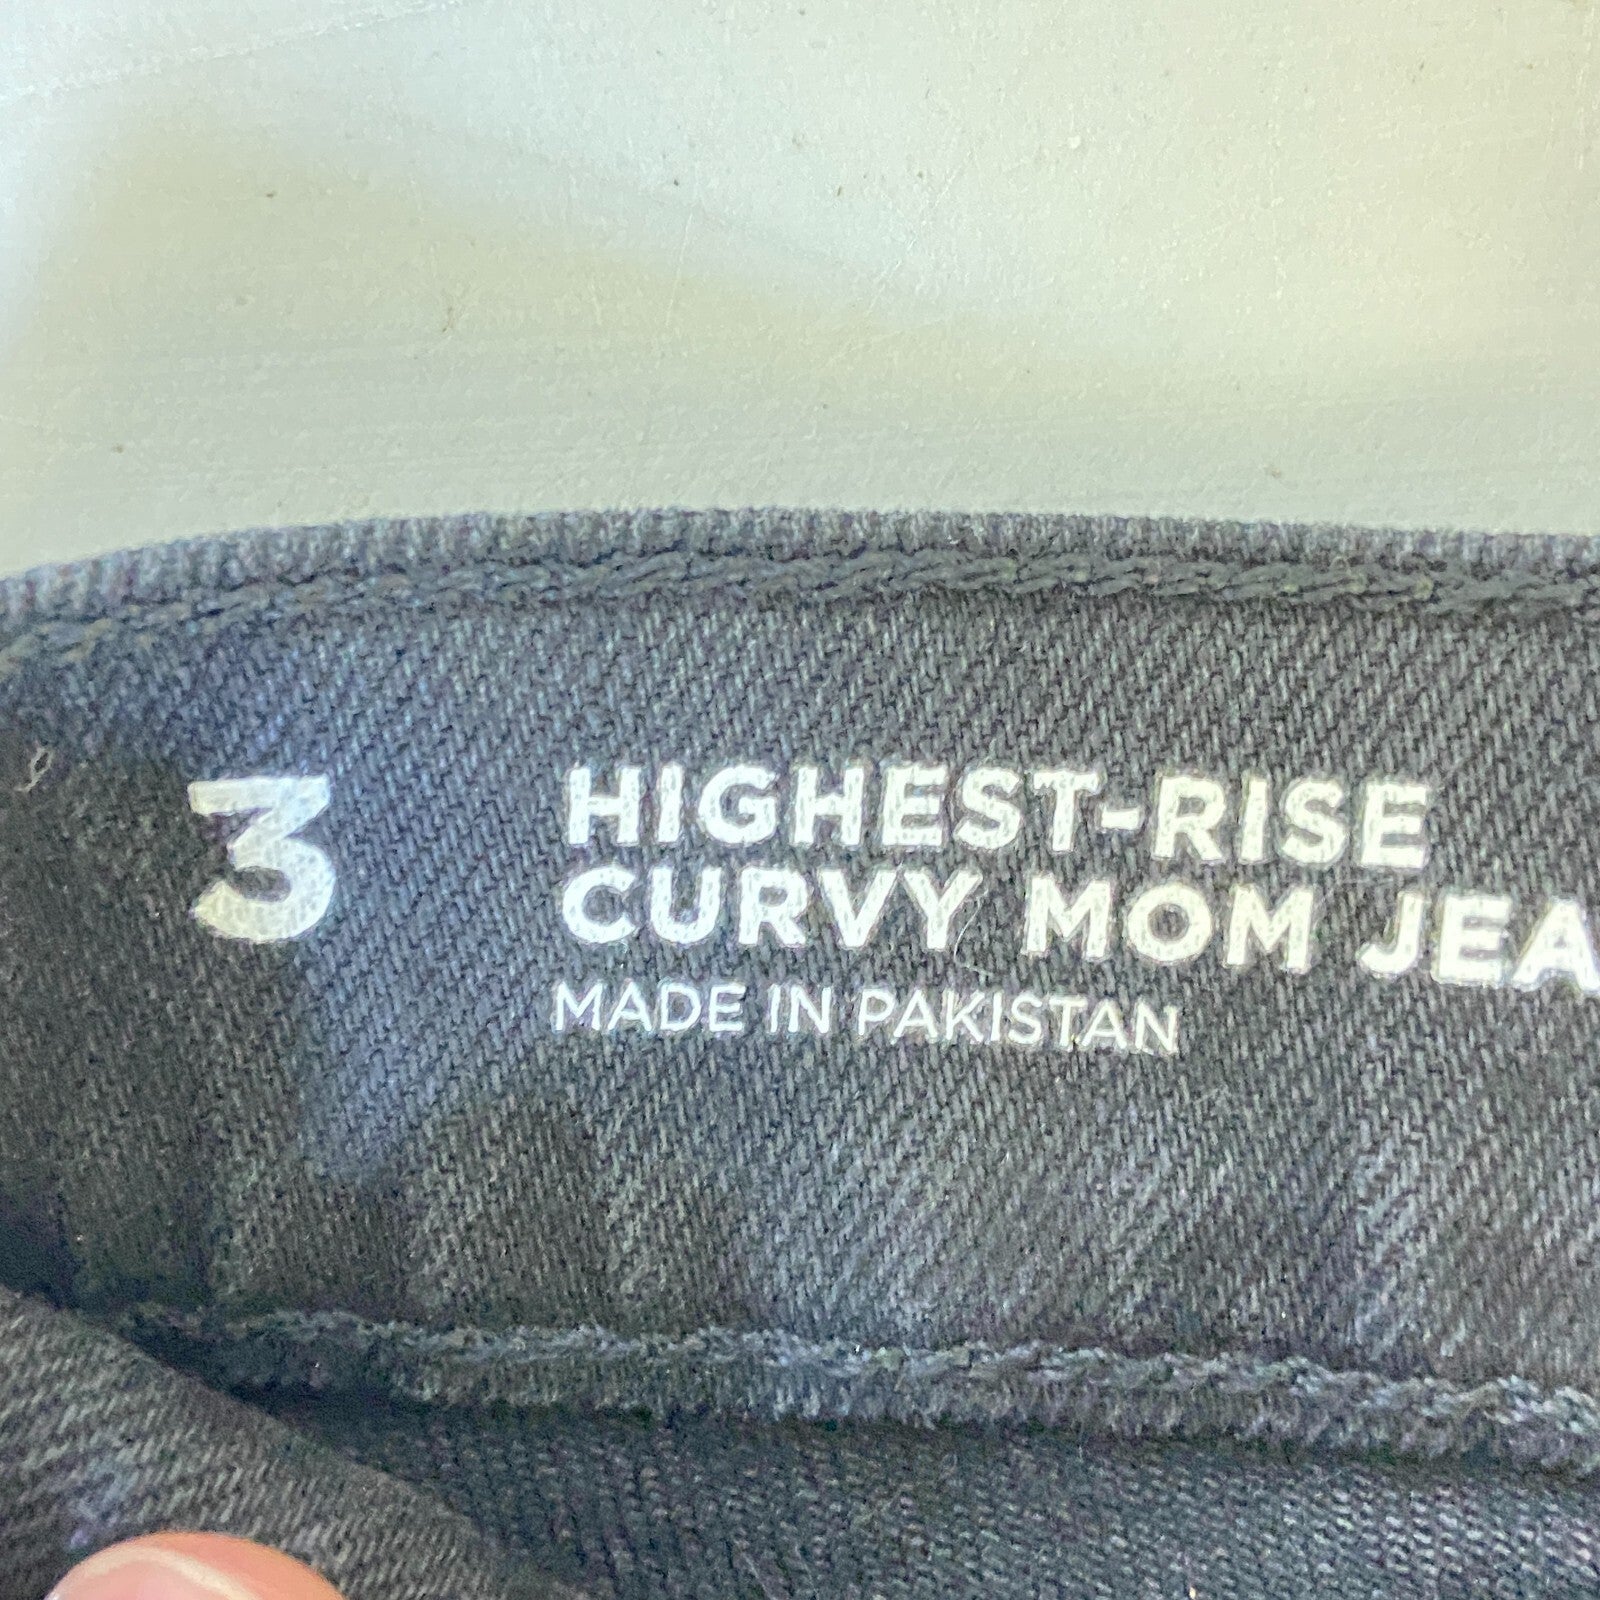 3
HIGHEST-RISE
CURVY MOM JEA
MADE IN PAKISTAN